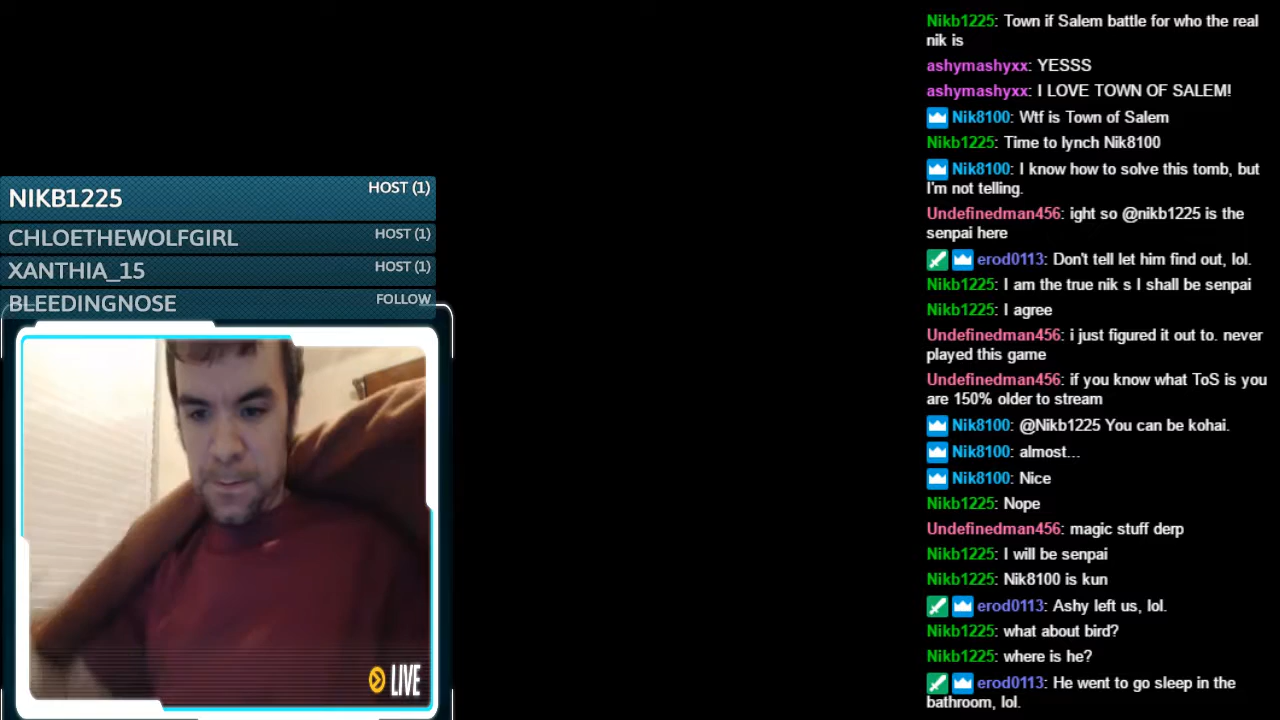 NIKB1225 HOST (1)
CHLOETHEWOLFGIRL HOST (1)
XANTHIA_15 HOST (1)
BLEEDINGNOSE FOLLOW
LIVE
Nikb1225: Town if Salem battle for who the real
nik is
ashymashyxx: YESSS
ashymashyxx: I LOVE TOWN OF SALEM!
Nik8100: Wtf is Town of Salem
Nikb1225: Time to lynch Nik8100
Nik8100: I know how to solve this tomb, but
I'm not telling.
Undefinedman456: ight so @nikb1225 is the
senpai here
erod0113: Don't tell let him find out, lol.
Nikb1225: I am the true nik s I shall be senpai
Nikb1225: I agree
Undefinedman456: i just figured it out to. never
played this game
Undefinedman456: if you know what ToS is you
are 150% older to stream
Nik8100: @Nikb1225 You can be kohai.
Nik8100: almost...
Nik8100: Nice
Nikb1225: Nope
Undefinedman456: magic stuff derp
Nikb1225: I will be senpai
Nikb1225: Nik8100 is kun
erod0113: Ashy left us, lol.
Nikb1225: what about bird?
Nikb1225: where is he?
erod0113: He went to go sleep in the
bathroom, lol.